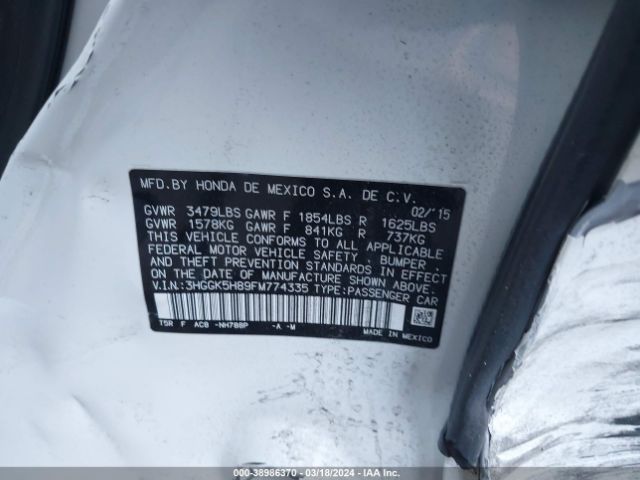 MFD.BY HONDA DE MEXICO S.A. DE C.V.
02/'15
GVWR 3479LBS GAWR F 1854LBS R 1625LBS
GVWR 1578KG GAWR F 841KG R 737KG
THIS VEHICLE CONFORMS TO ALL APPLICABLE
FEDERAL MOTOR VEHICLE SAFETY , BUMPER ,
AND THEFT PREVENTION STANDARDS IN EFFECT
ON THE DATE OF MANUFACTURE SHOWN ABOVE.
V.I.N:3HGGK5H89FM774335 TYPE:PASSENGER CAR
T5R F AC8 -NH788P -A -M
MADE IN MEXICO
000-38986370 - 03/18/2024 - IAA Inc.